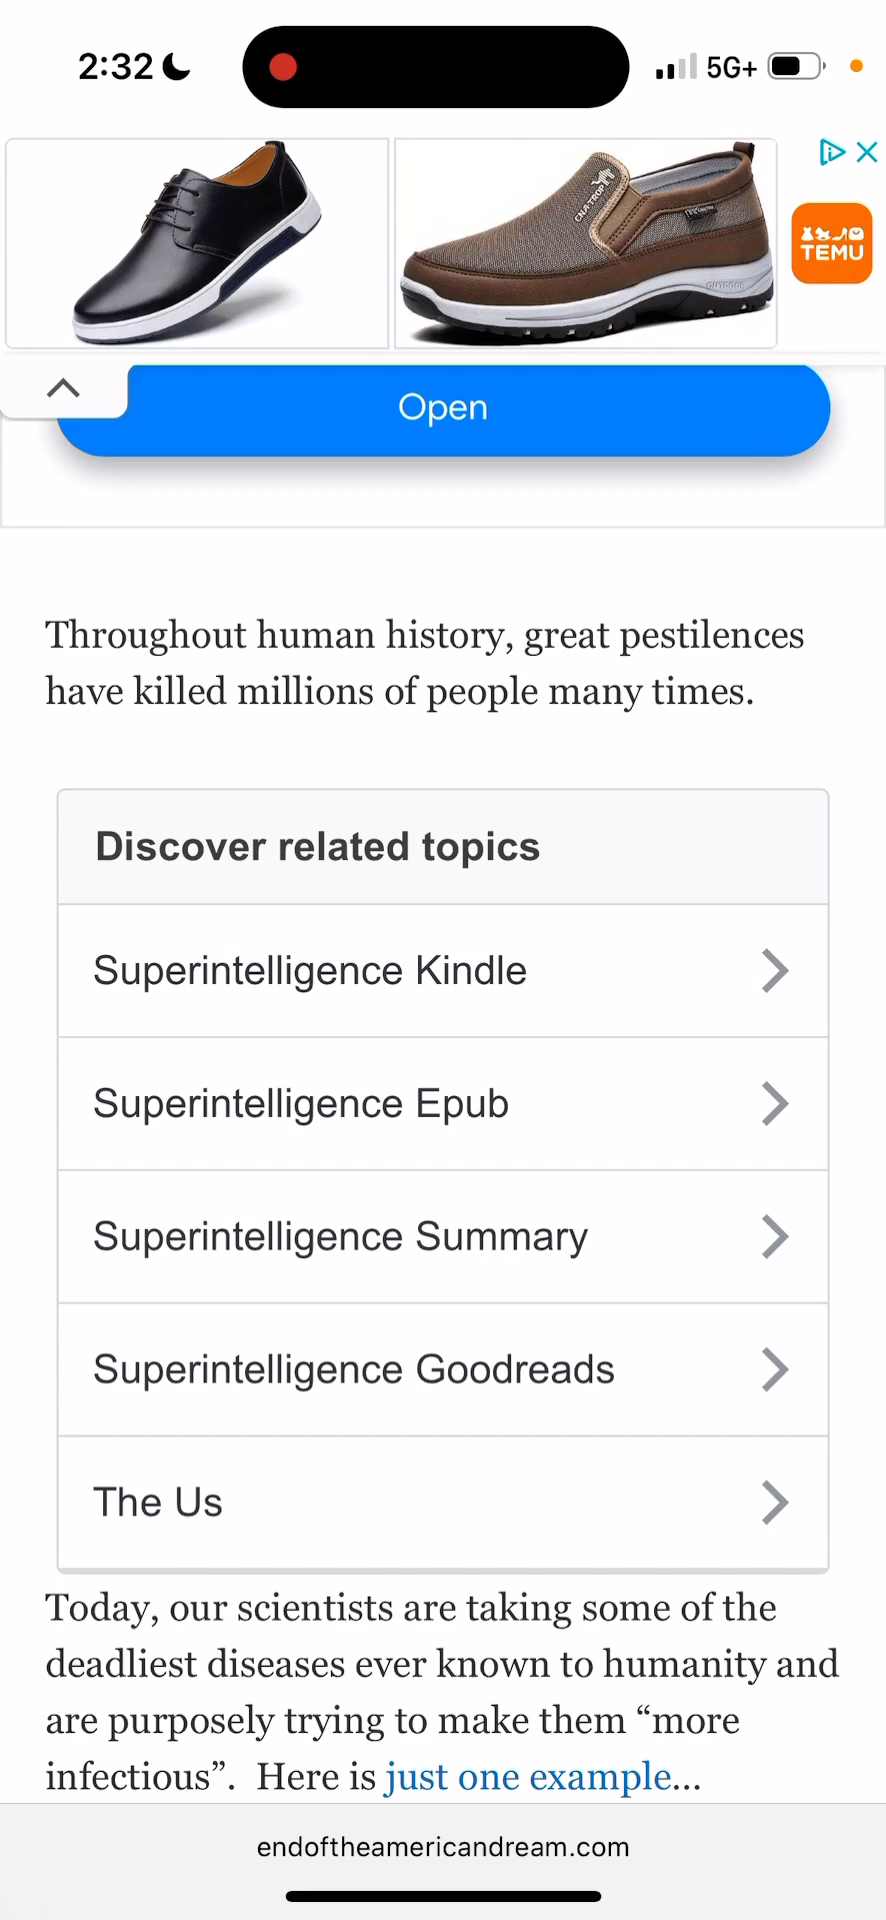 2:32
5G+
CNATROP
TEMU
Open
Throughout human history, great pestilences
have killed millions of people many times.
Discover related topics
Superintelligence Kindle
Superintelligence Epub
Superintelligence Summary
Superintelligence Goodreads
The Us
Today, our scientists are taking some of the
deadliest diseases ever known to humanity and
are purposely trying to make them “more
infectious”.  Here is just one example...
endoftheamericandream.com